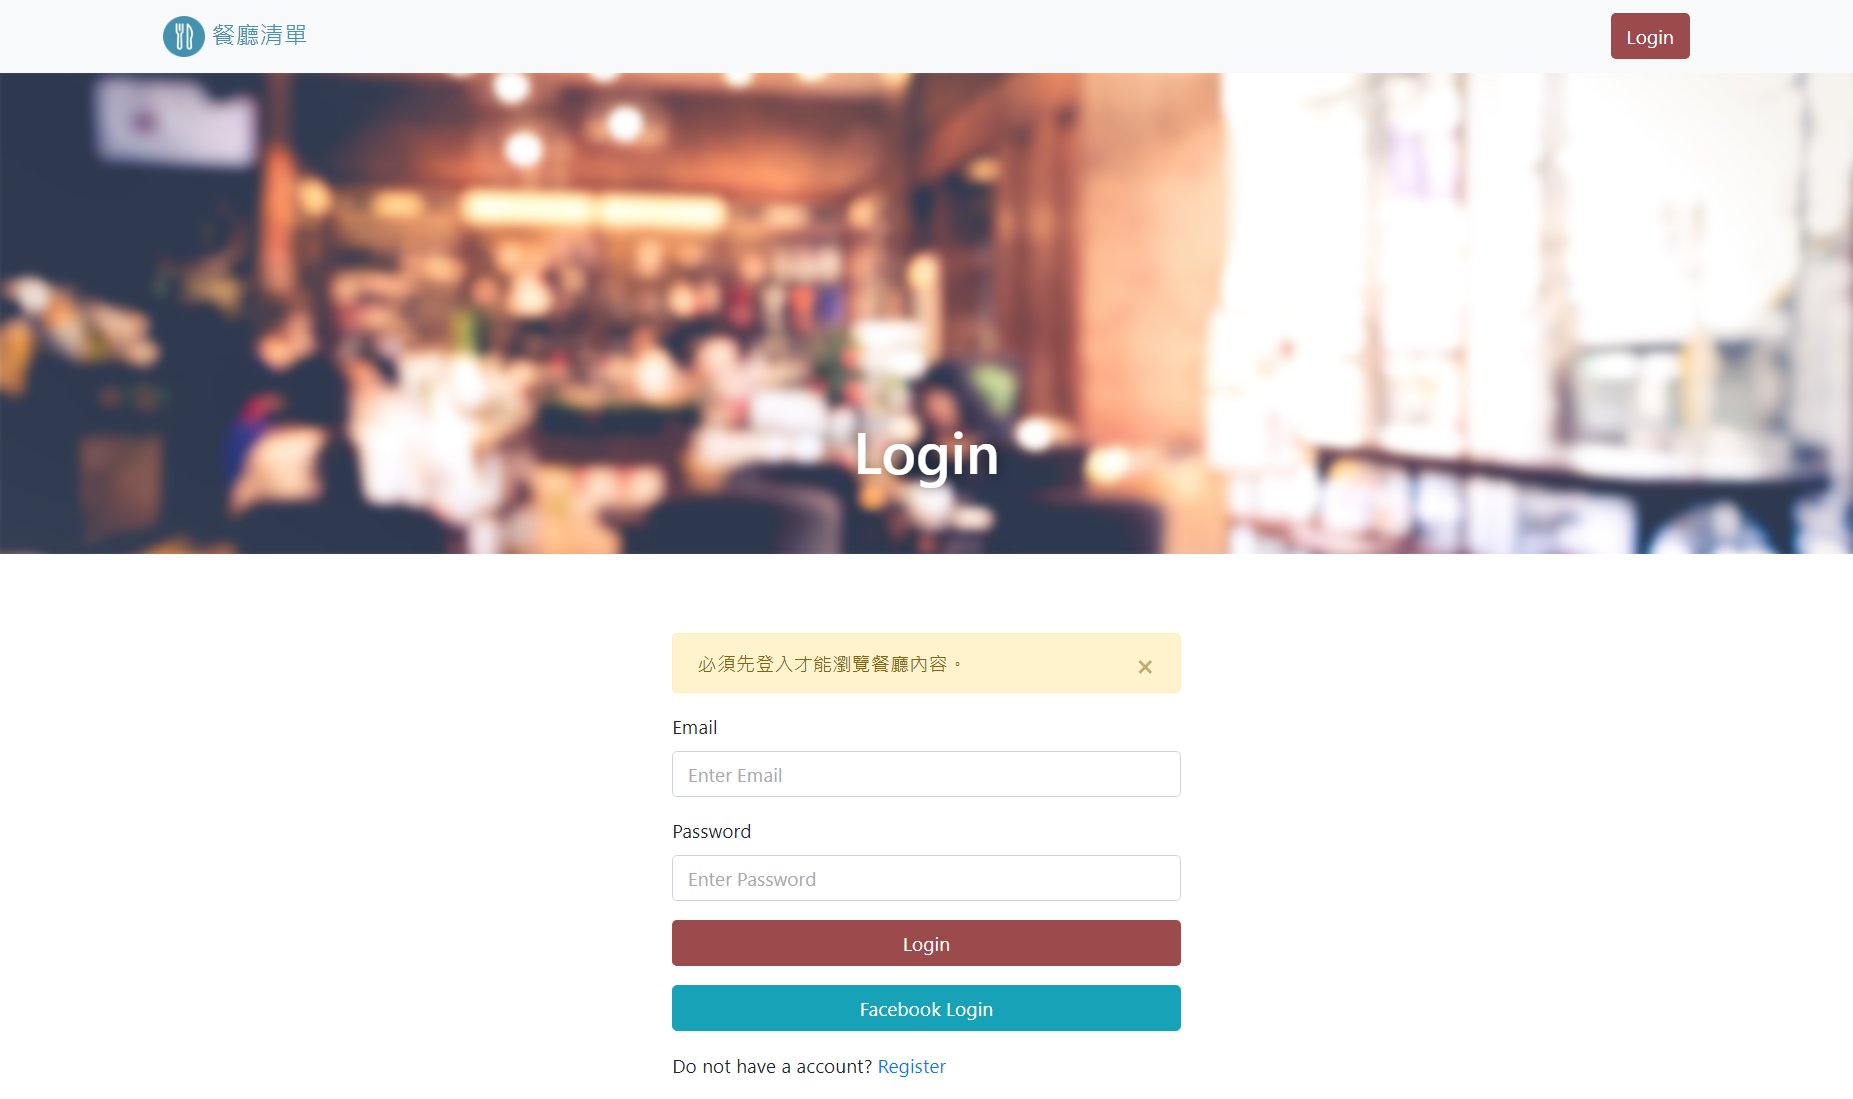 餐廳清單
Login
Login
必須先登入才能瀏覽餐廳內容。
×
Email
Enter Email
Password
Enter Password
Login
Facebook Login
Do not have a account? Register